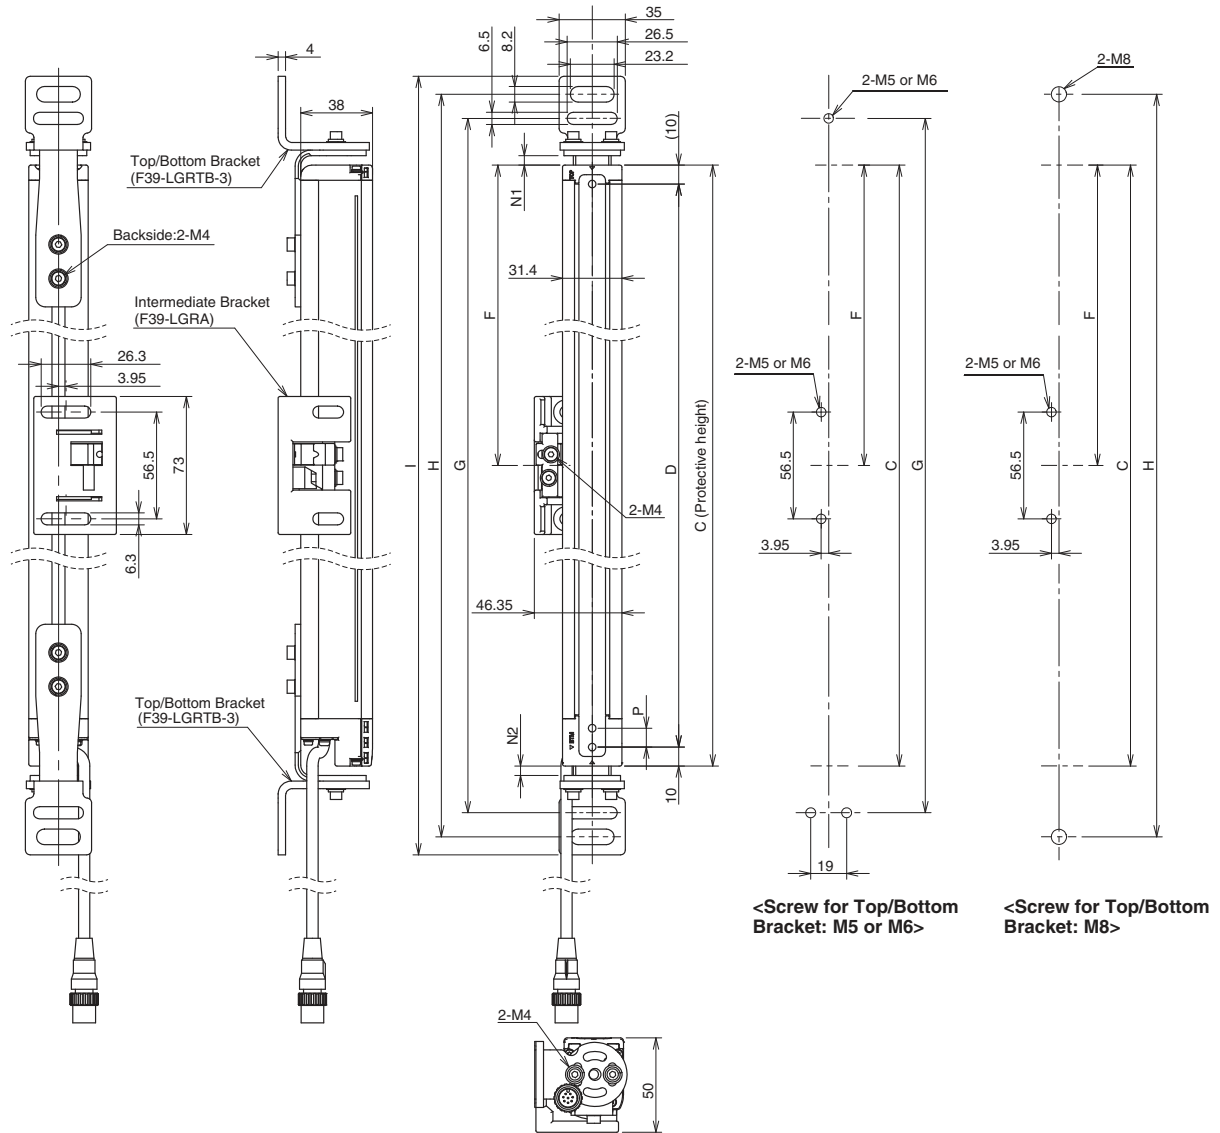 35
26.5
23.2
6.5
8.2
4
38
2-M5 or M6
2-M8
Top/Bottom Bracket
(F39-LGRTB-3)
(10)
N1
TOP
Backside:2-M4
31.4
F
F
F
Intermediate Bracket
(F39-LGRA)
26.3
3.95
2-M5 or M6
2-M5 or M6
56.5
73
6.3
I
H
G
D
C (Protective height)
2-M4
56.5
C
G
56.5
C
H
3.95
3.95
46.35
Top/Bottom Bracket
(F39-LGRTB-3)
N2
P
10
19
<Screw for Top/Bottom
Bracket: M5 or M6>
<Screw for Top/Bottom
Bracket: M8>
2-M4
50